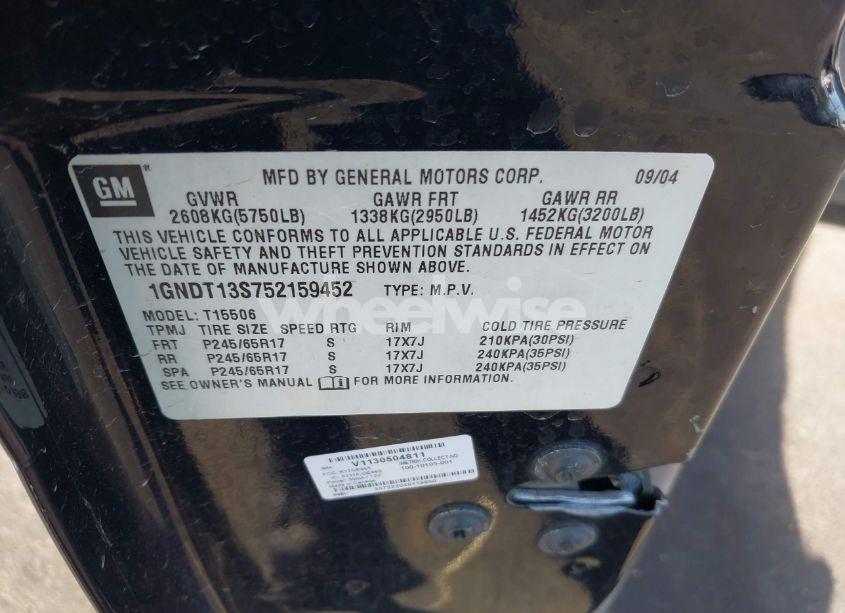 GM ® MFD BY GENERAL MOTORS CORP. 09/04
GVWR GAWR FRT GAWR RR
2608KG(5750LB) 1338KG(2950LB) 1452KG(3200LB)
THIS VEHICLE CONFORMS TO ALL APPLICABLE U.S. FEDERAL MOTOR
VEHICLE SAFETY AND THEFT PREVENTION STANDARDS IN EFFECT ON
THE DATE OF MANUFACTURE SHOWN ABOVE.
1GNDT13S752159452 TYPE: M.P.V.
wheelwise
MODEL: T15506
TPMJ TIRE SIZE SPEED RTG RIM COLD TIRE PRESSURE
FRT P245/65R17 S 17X7J 210KPA(30PSI)
RR P245/65R17 S 17X7J 240KPA(35PSI)
SPA P245/65R17 S 17X7J 240KPA(35PSI)
SEE OWNER'S MANUAL FOR MORE INFORMATION.
V1130504811
100-10105-001